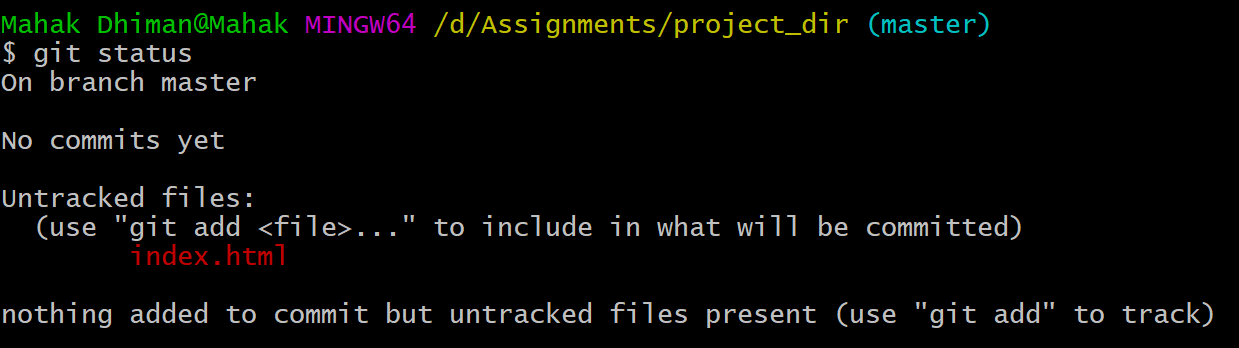 Mahak Dhiman@Mahak MINGW64 /d/Assignments/project_dir (master)
$ git status
On branch master
No commits yet
Untracked files:
(use "git add <file>..." to include in what will be committed)
index.html
nothing added to commit but untracked files present (use "git add" to track)